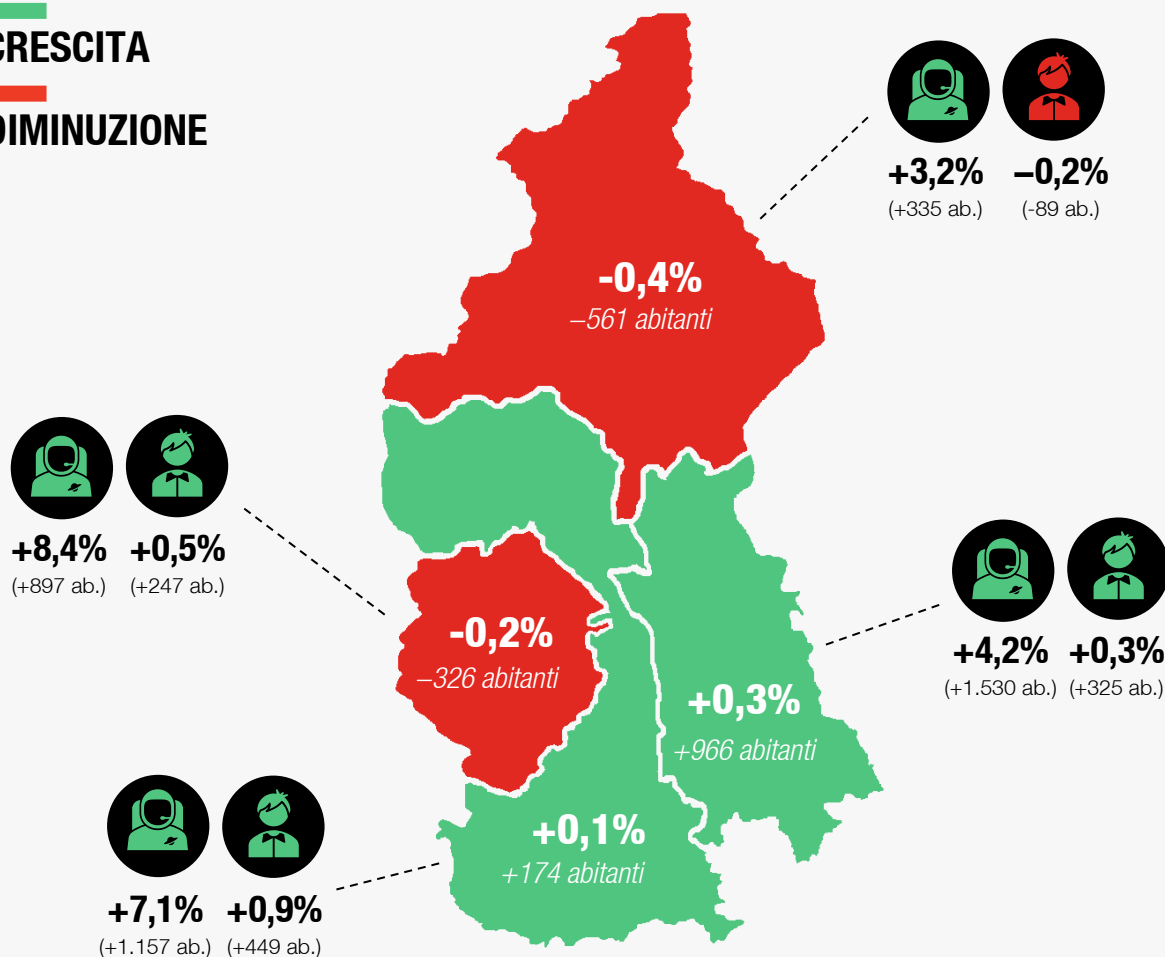 CRESCITA
DIMINUZIONE
+3,2% –0,2%
(+335 ab.) (-89 ab.)
-0,4%
–561 abitanti
+8,4% +0,5%
(+897 ab.) (+247 ab.)
-0,2%
–326 abitanti
+4,2% +0,3%
(+1.530 ab.) (+325 ab.)
+0,3%
+966 abitanti
+0,1%
+174 abitanti
+7,1% +0,9%
(+1.157 ab.) (+449 ab.)